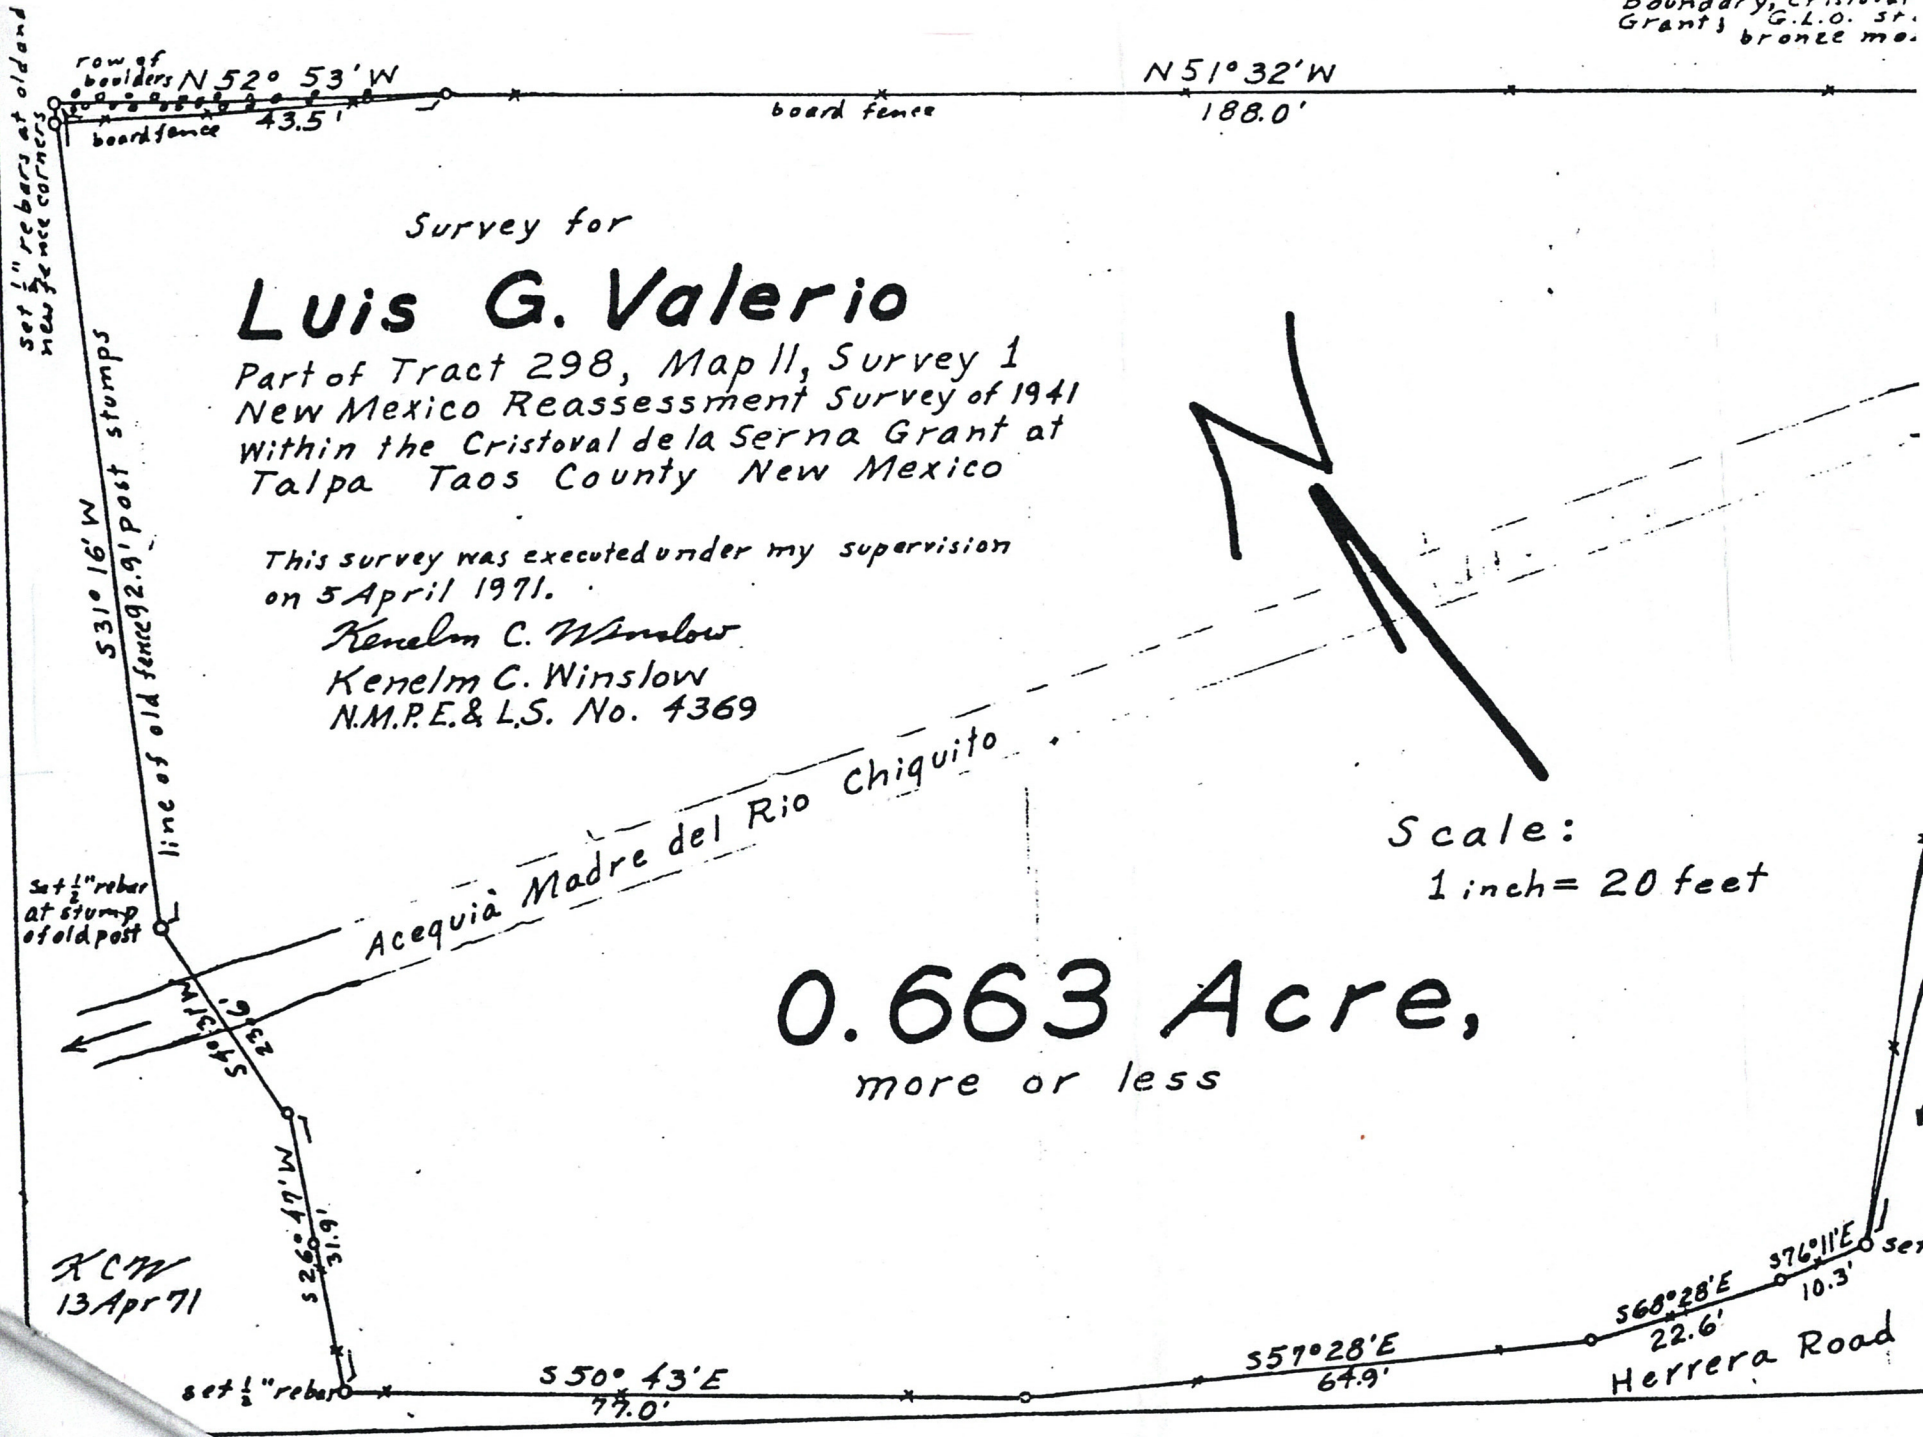 Boundary, Cristoval
Grant; G.L.O. st.
bronze mo.
row of
boulders N 52° 53' W
43.5'
board fence
N 51° 32' W
board fence
188.0'
set ½" rebars at old and
new fence corners
Survey for
Luis G. Valerio
Part of Tract 298, Map 11, Survey 1
New Mexico Reassessment Survey of 1941
Within the Cristoval de la Serna Grant at
Talpa Taos County New Mexico
This survey was executed under my supervision
on 5 April 1971.
Kenelm C. Winslow
Kenelm C. Winslow
N.M.P.E. & L.S. No. 4369
S 31° 16' W
line of old fence 92.9' post stumps
N
Acequia Madre del Rio Chiquito
Scale:
1 inch = 20 feet
set ½" rebar
at stump
of old post
S 4° 31' W
23.6'
0.663 Acre,
more or less
S 26° 47' W
31.9'
KCW
13 Apr 71
set ½" rebar
S 50° 43' E
77.0'
S 57° 28' E
64.9'
S 68° 28' E
22.6'
S 76° 11' E
10.3'
set
Herrera Road